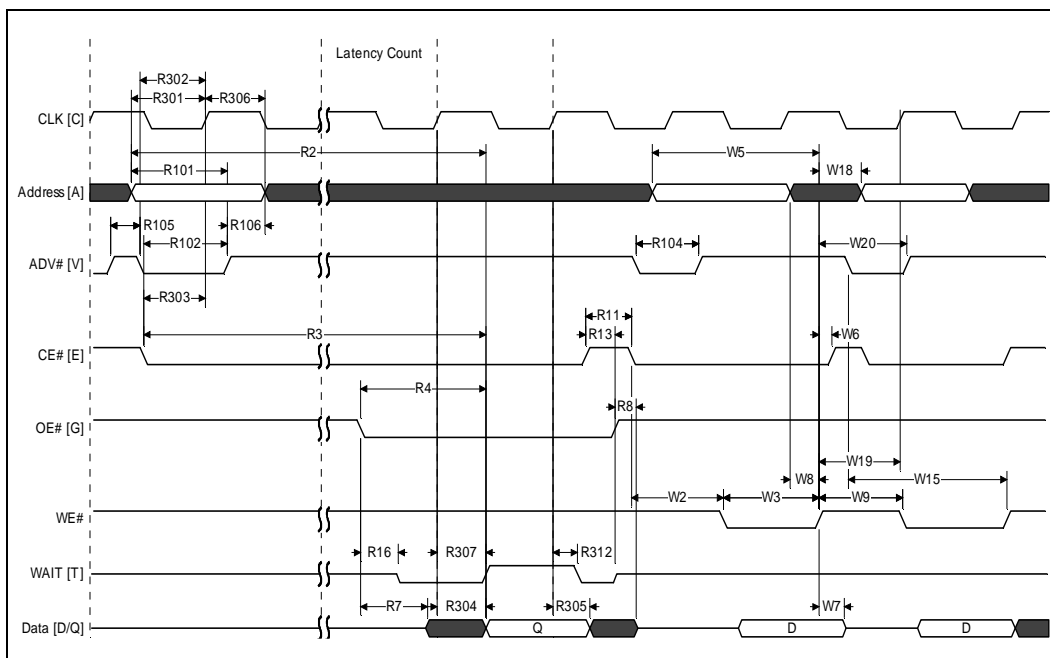 Latency Count
R302
R301 R306
CLK [C]
R2 W5
R101 W18
Address [A]
R105 R106
R102 R104 W20
ADV# [V]
R303
R11
R3 R13 W6
CE# [E]
R4
R8
OE# [G]
W19
W8 W15
W2 W3 W9
WE#
R16 R307 R312
WAIT [T]
R7 R304 R305 W7
Data [D/Q] Q D D